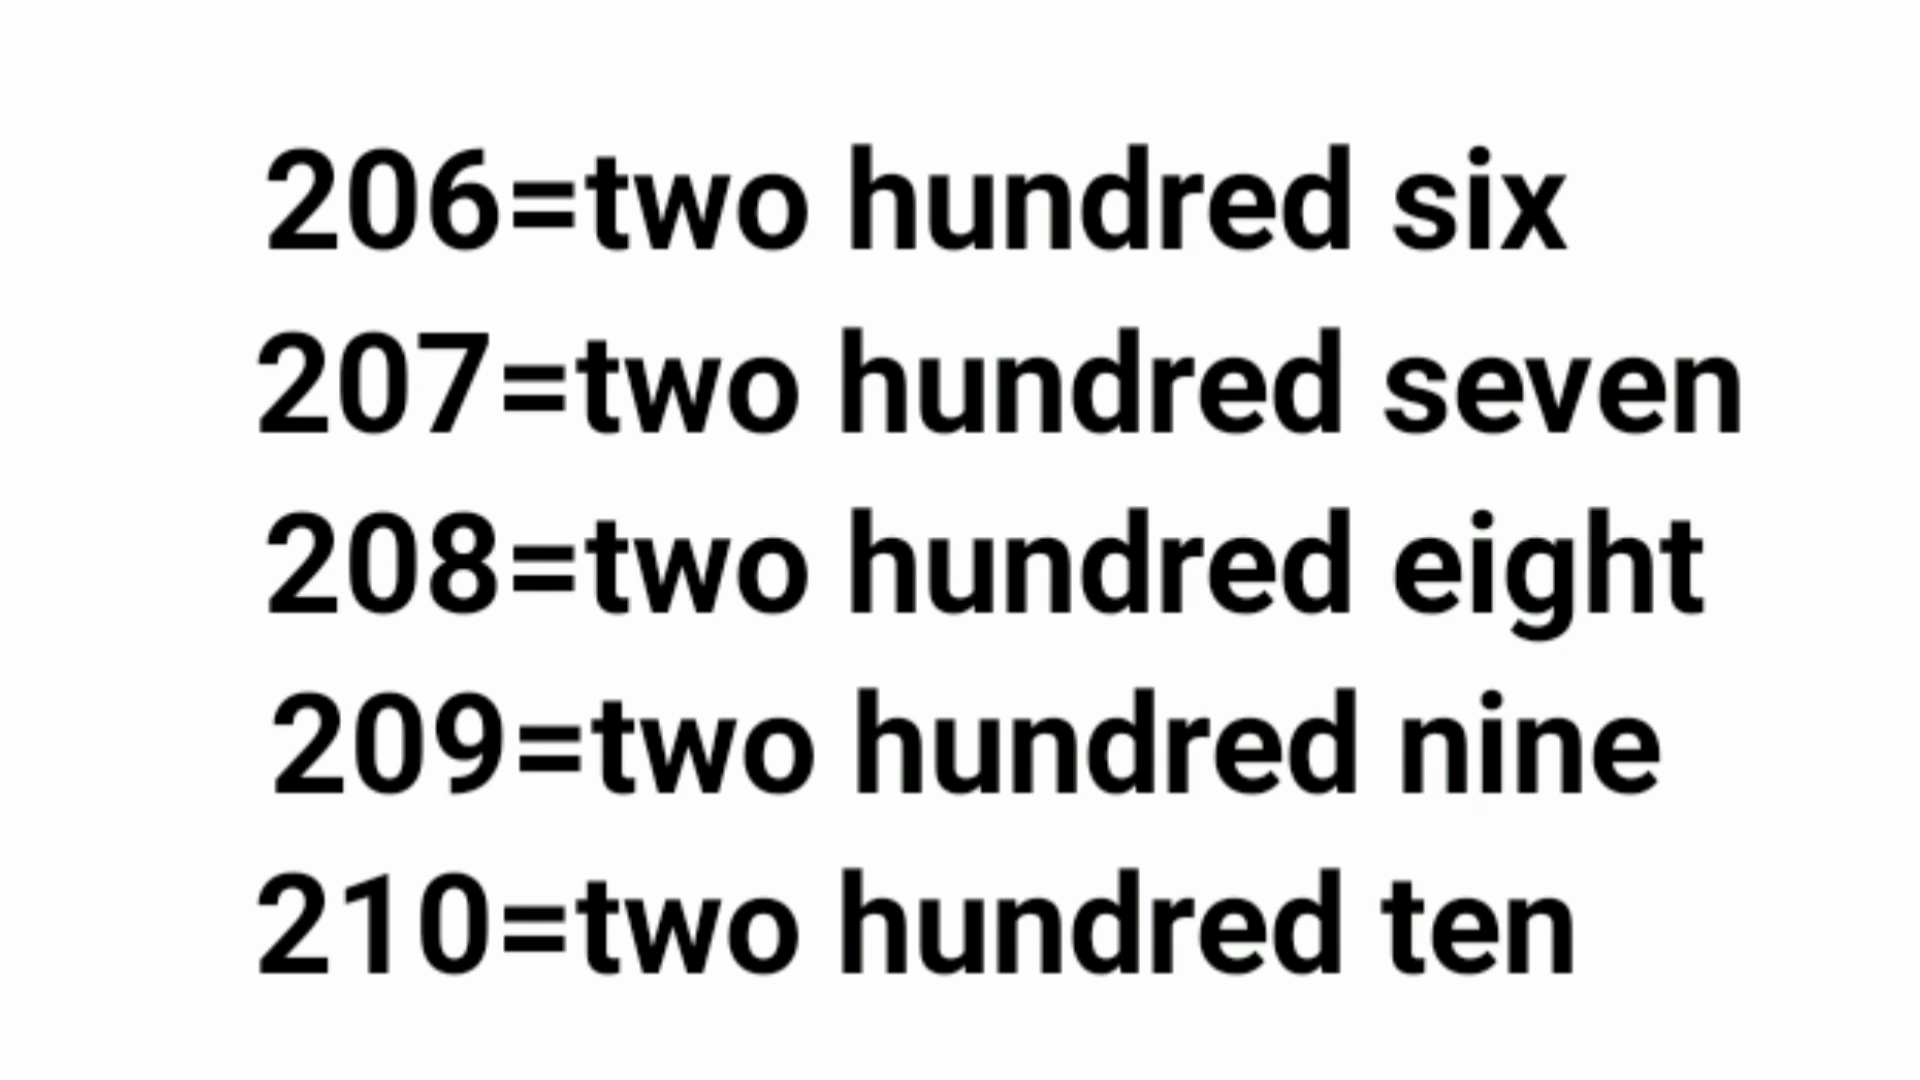 206=two hundred six
207=two hundred seven
208=two hundred eight
209=two hundred nine
210=two hundred ten